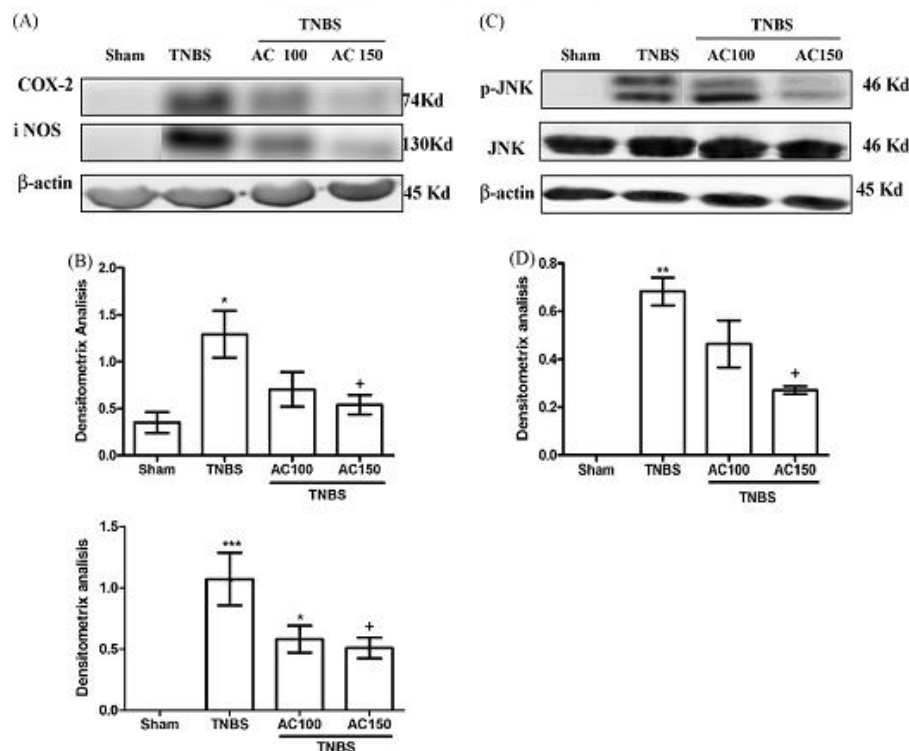 (A)
TNBS
Sham TNBS AC 100 AC 150
COX-2 74Kd
i NOS 130Kd
β-actin 45 Kd
(C)
TNBS
Sham TNBS AC100 AC150
p-JNK 46 Kd
JNK 46 Kd
β-actin 45 Kd
(B)
Densitometrix Analisis
2.0
1.5
1.0
0.5
0.0
* +
Sham TNBS AC100 AC150
TNBS
(D)
Densitometrix analisis
0.8
0.6
0.4
0.2
0.0
** +
Sham TNBS AC100 AC150
TNBS
Densitometrix analisis
1.5
1.0
0.5
0.0
*** * +
Sham TNBS AC100 AC150
TNBS